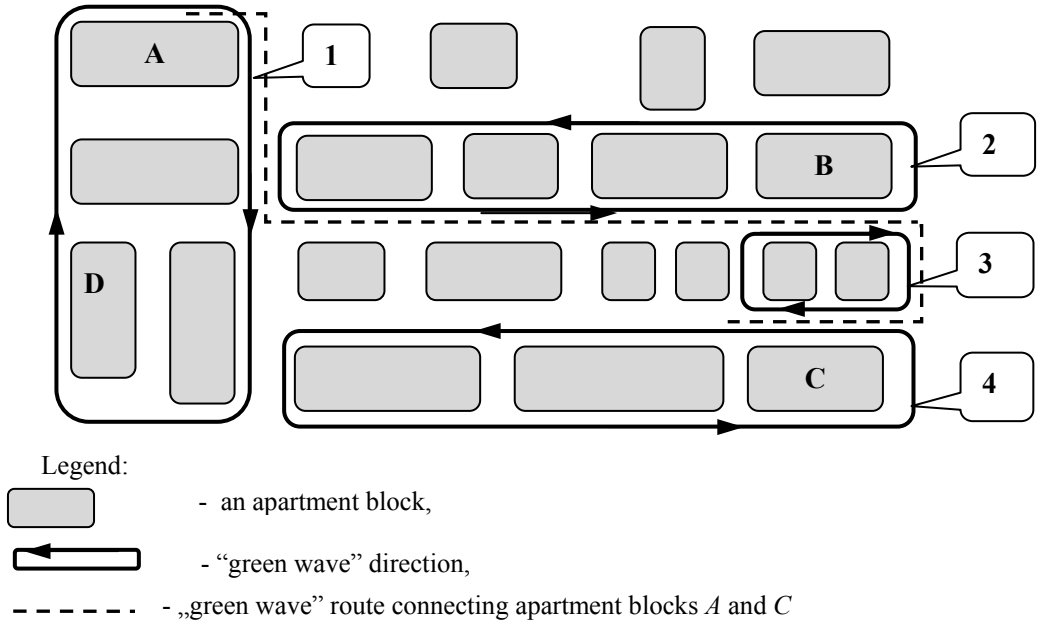 A
1
2
B
3
D
C
4
Legend:
- an apartment block,
- “green wave” direction,
- „green wave” route connecting apartment blocks A and C